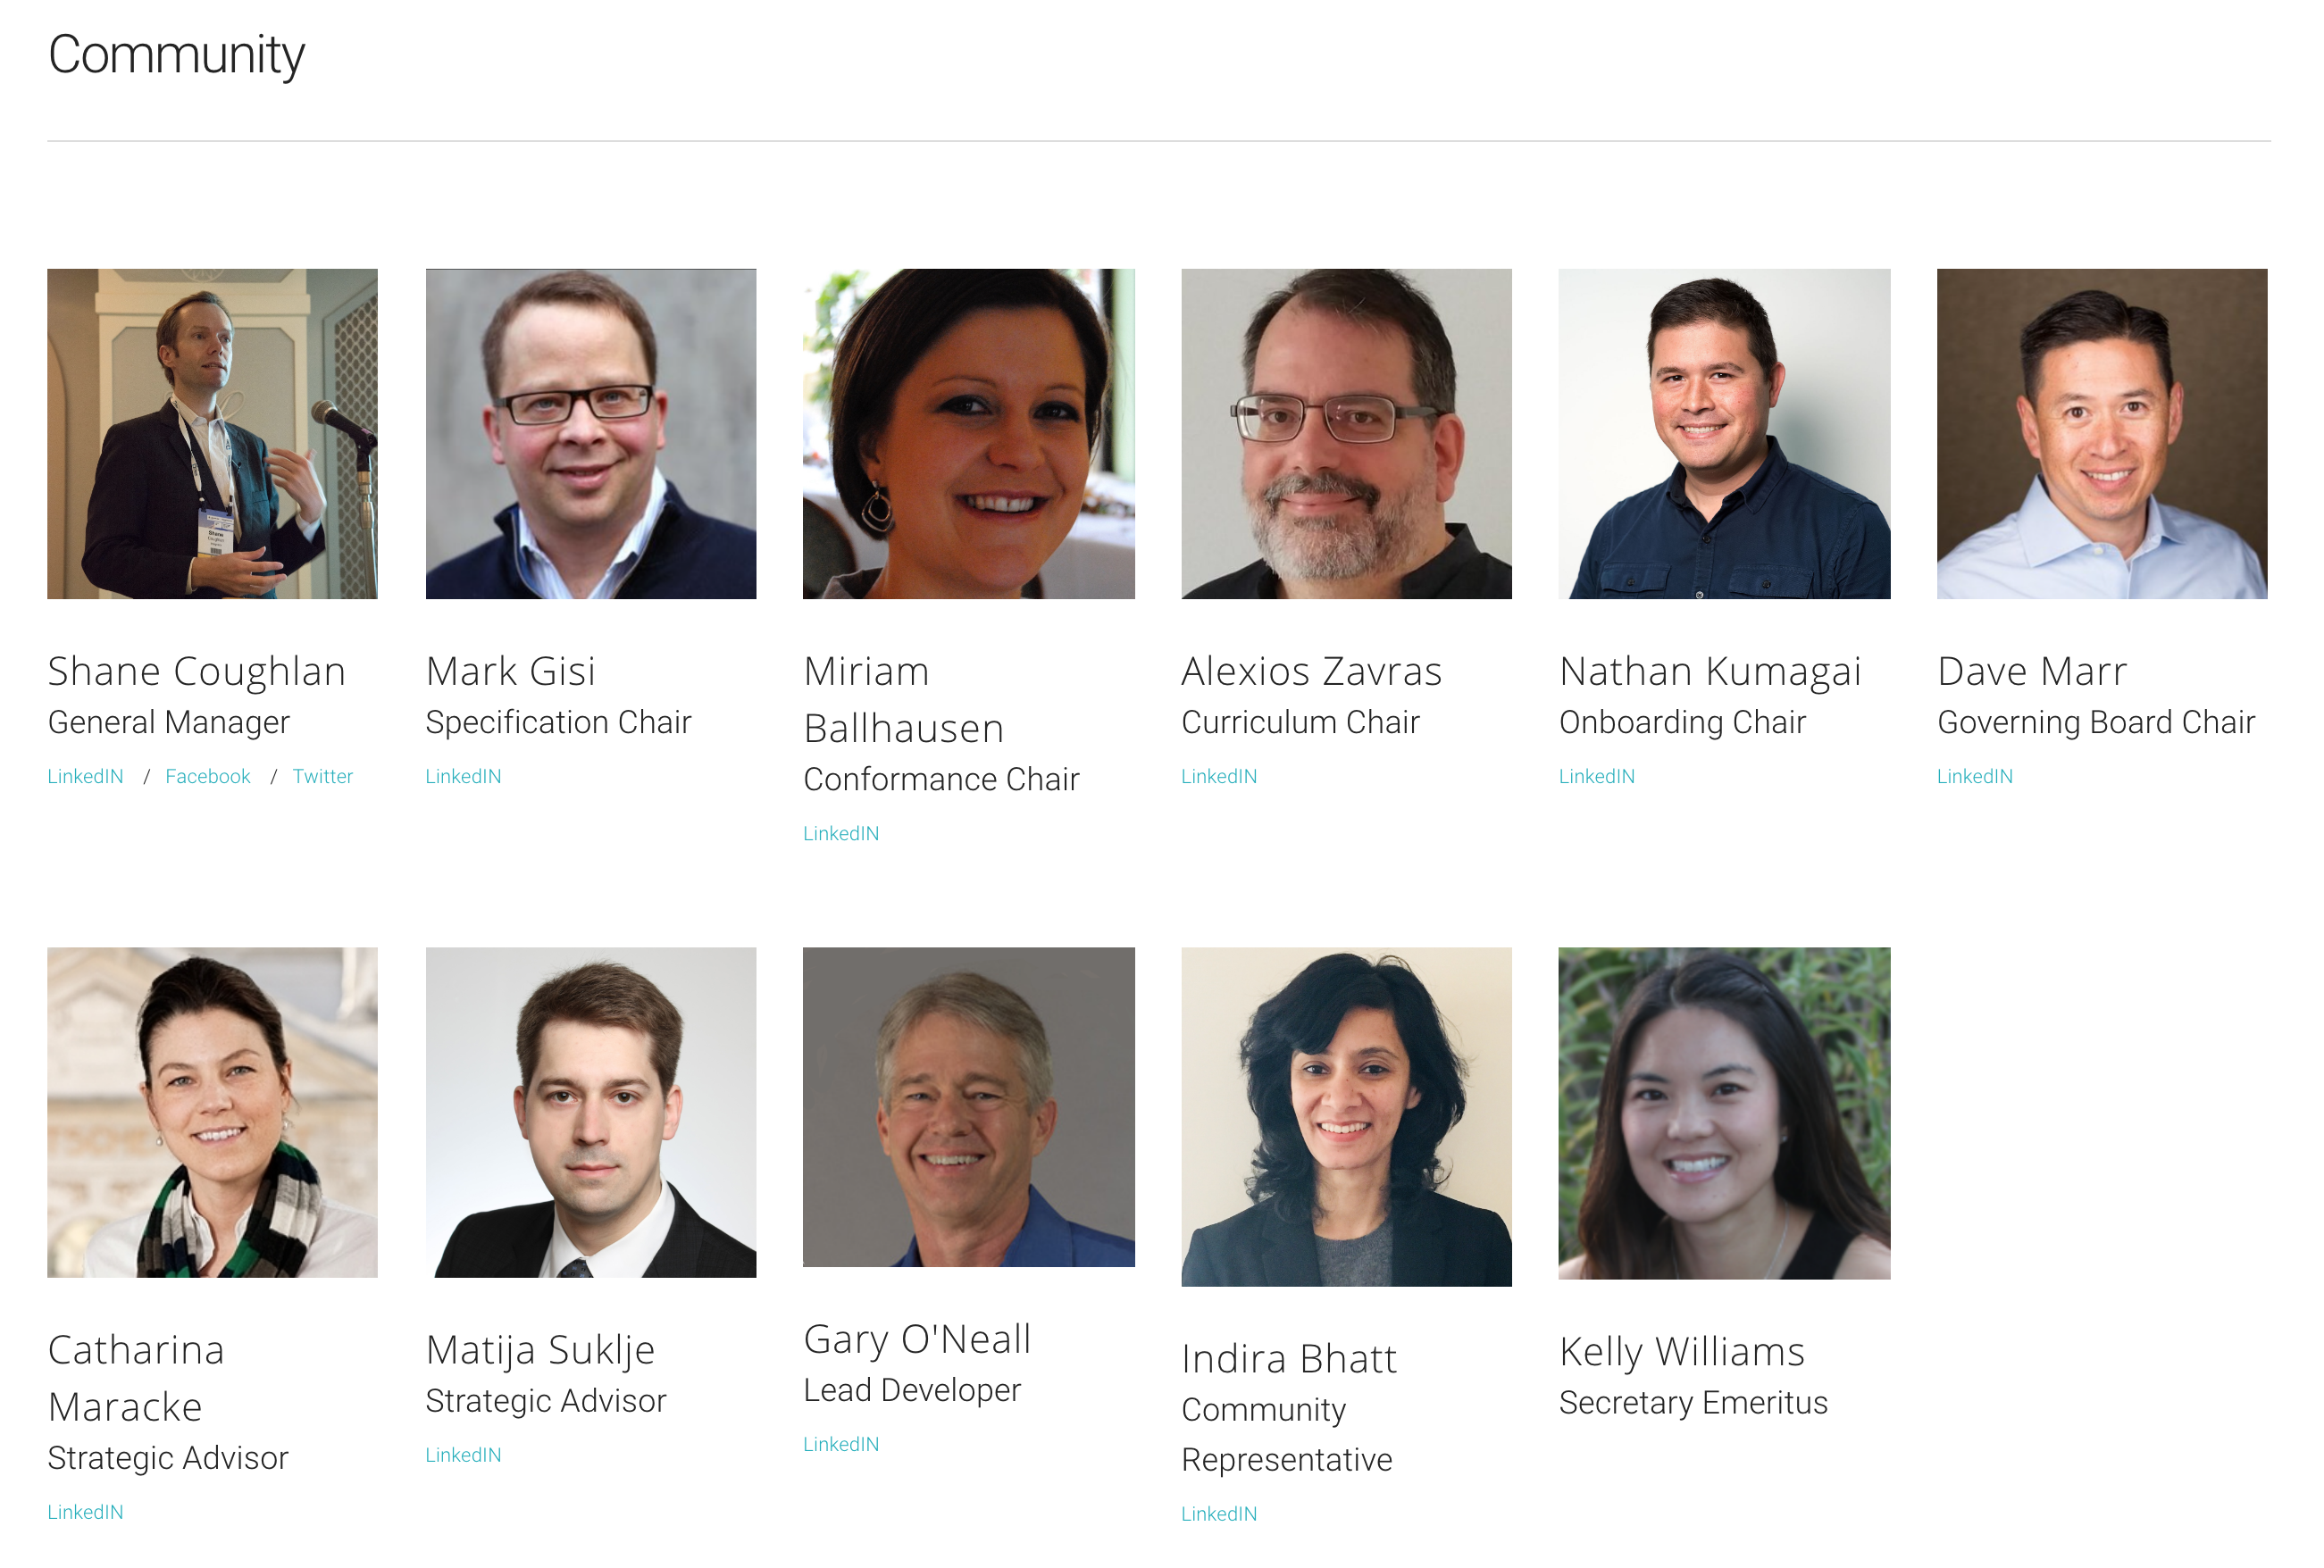 Community
Shane Coughlan
General Manager
LinkedIN / Facebook / Twitter
Mark Gisi
Specification Chair
LinkedIN
Miriam
Ballhausen
Conformance Chair
LinkedIN
Alexios Zavras
Curriculum Chair
LinkedIN
Nathan Kumagai
Onboarding Chair
LinkedIN
Dave Marr
Governing Board Chair
LinkedIN
Catharina
Maracke
Strategic Advisor
LinkedIN
Matija Suklje
Strategic Advisor
LinkedIN
Gary O'Neall
Lead Developer
LinkedIN
Indira Bhatt
Community
Representative
LinkedIN
Kelly Williams
Secretary Emeritus